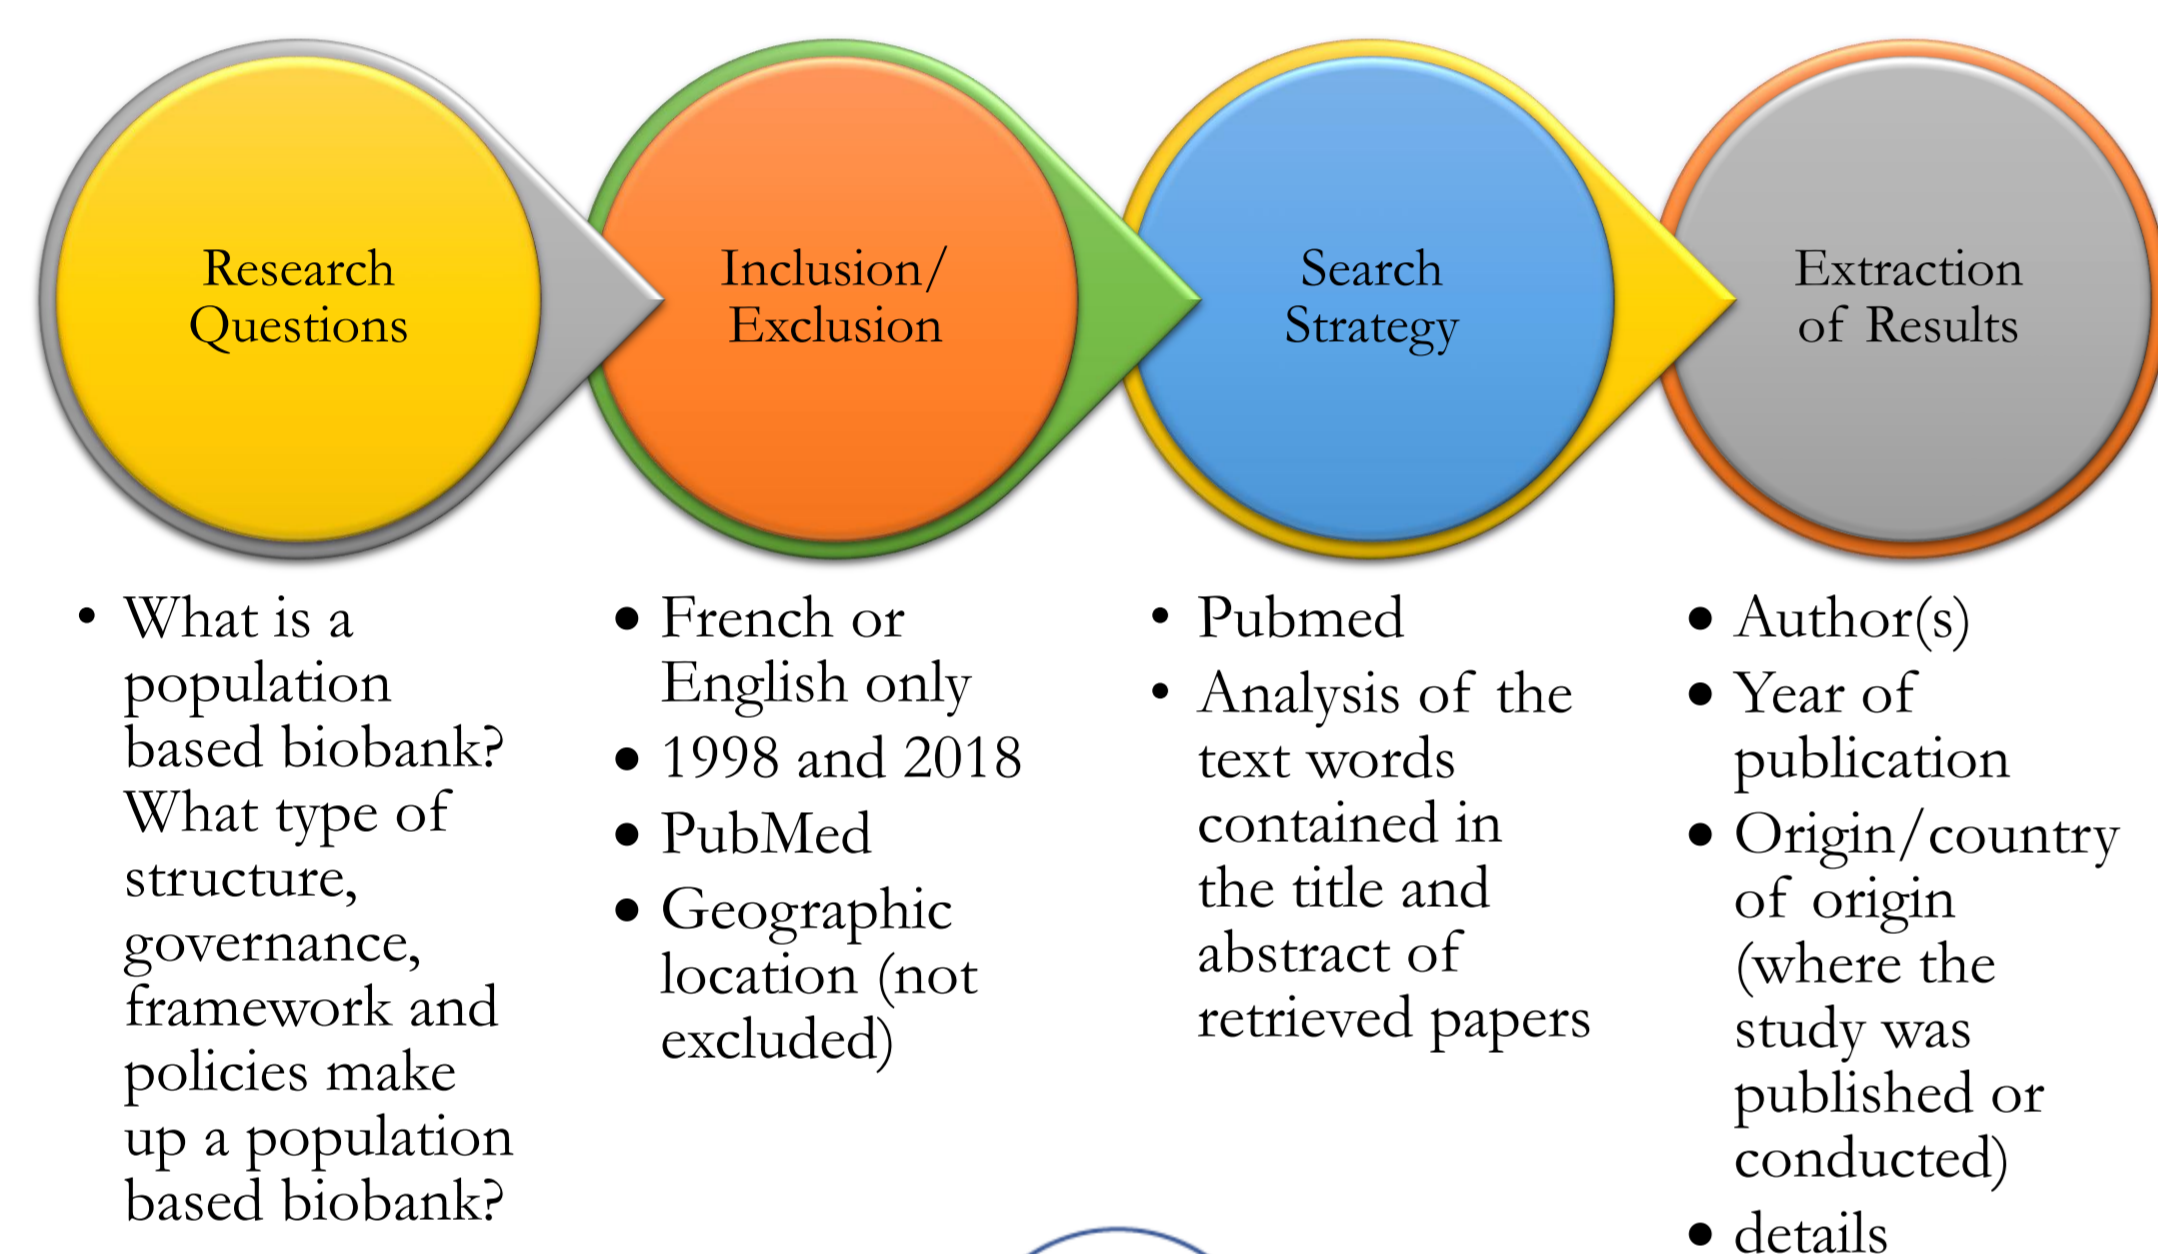 Research
Questions
Inclusion/
Exclusion
Search
Strategy
Extraction
of Results
• What is a
population
based biobank?
What type of
structure,
governance,
framework and
policies make
up a population
based biobank?
• French or
English only
• 1998 and 2018
• PubMed
• Geographic
location (not
excluded)
• Pubmed
• Analysis of the
text words
contained in
the title and
abstract of
retrieved papers
• Author(s)
• Year of
publication
• Origin/country
of origin
(where the
study was
published or
conducted)
• details